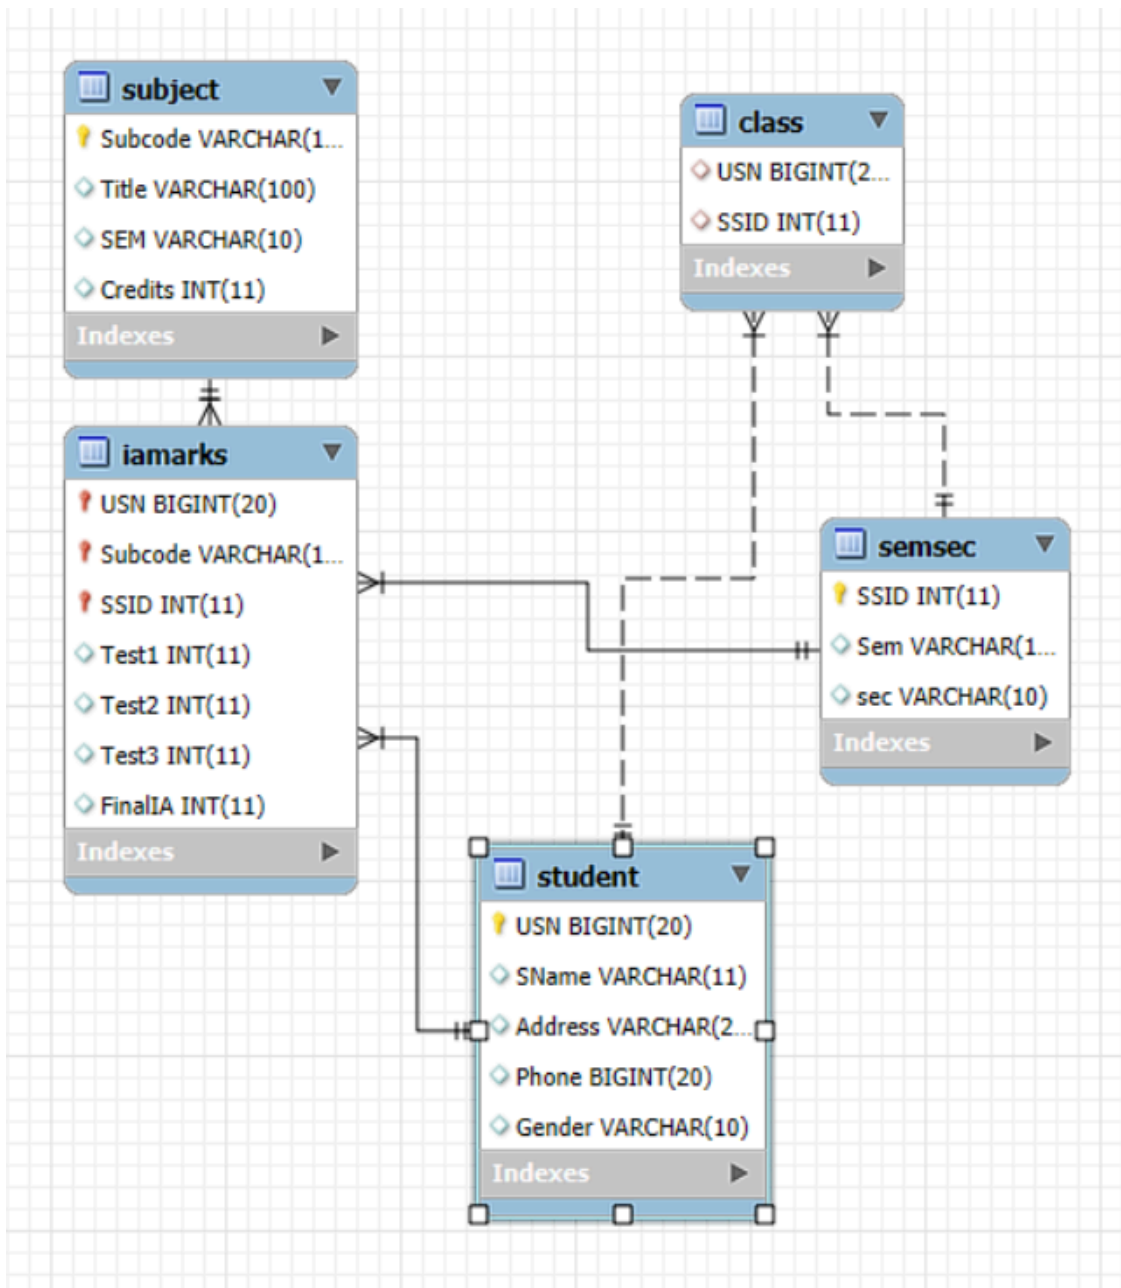 subject
Subcode VARCHAR(1...
Title VARCHAR(100)
SEM VARCHAR(10)
Credits INT(11)
Indexes
class
USN BIGINT(2...
SSID INT(11)
Indexes
iamarks
USN BIGINT(20)
Subcode VARCHAR(1...
SSID INT(11)
Test1 INT(11)
Test2 INT(11)
Test3 INT(11)
FinalIA INT(11)
Indexes
semsec
SSID INT(11)
Sem VARCHAR(1...
sec VARCHAR(10)
Indexes
student
USN BIGINT(20)
SName VARCHAR(11)
Address VARCHAR(2...
Phone BIGINT(20)
Gender VARCHAR(10)
Indexes